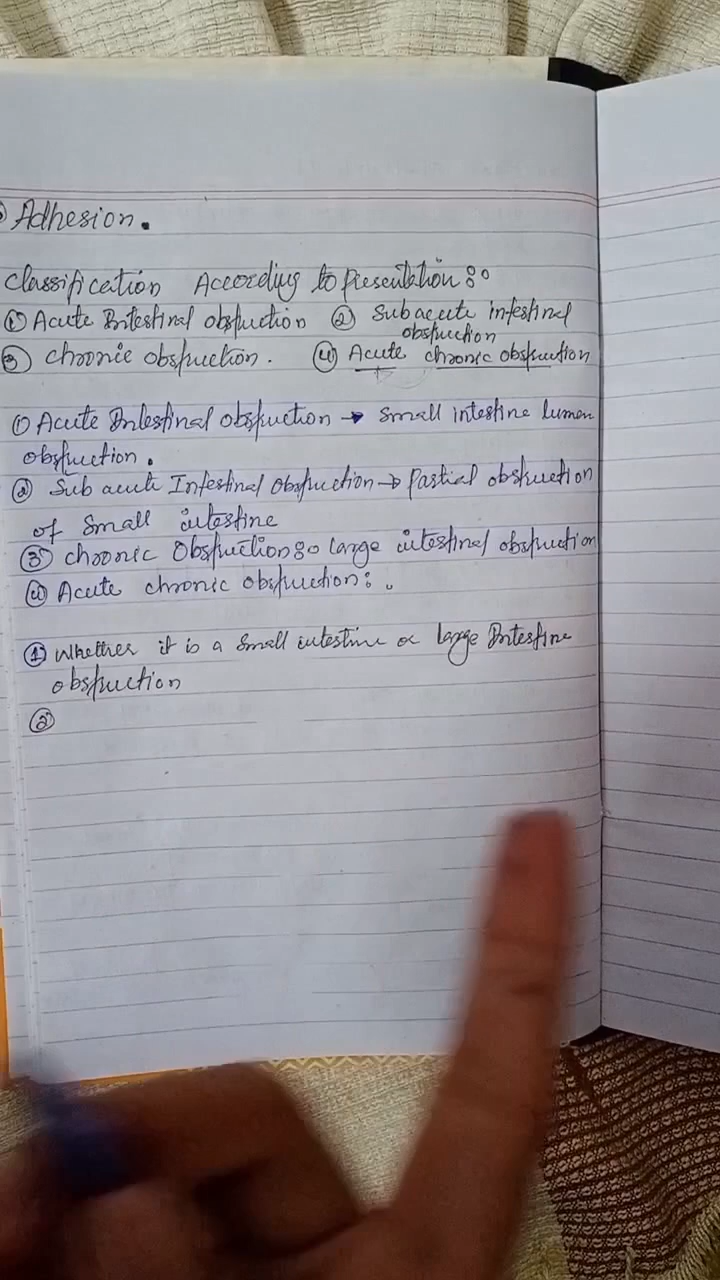 Adhesion.
Classification According to Presentation :-
① Acute Intestinal obstruction ② Subacute intestinal
obstruction
③ chronic obstruction. ④ Acute chronic obstruction
① Acute Intestinal obstruction → Small intestine lumen
obstruction.
② Sub acute Intestinal Obstruction → Partial obstruction
of Small intestine
③ chronic Obstruction :- large intestinal obstruction
④ Acute chronic obstruction : .
① Whether it is a small intestine or large Intestine
obstruction
②